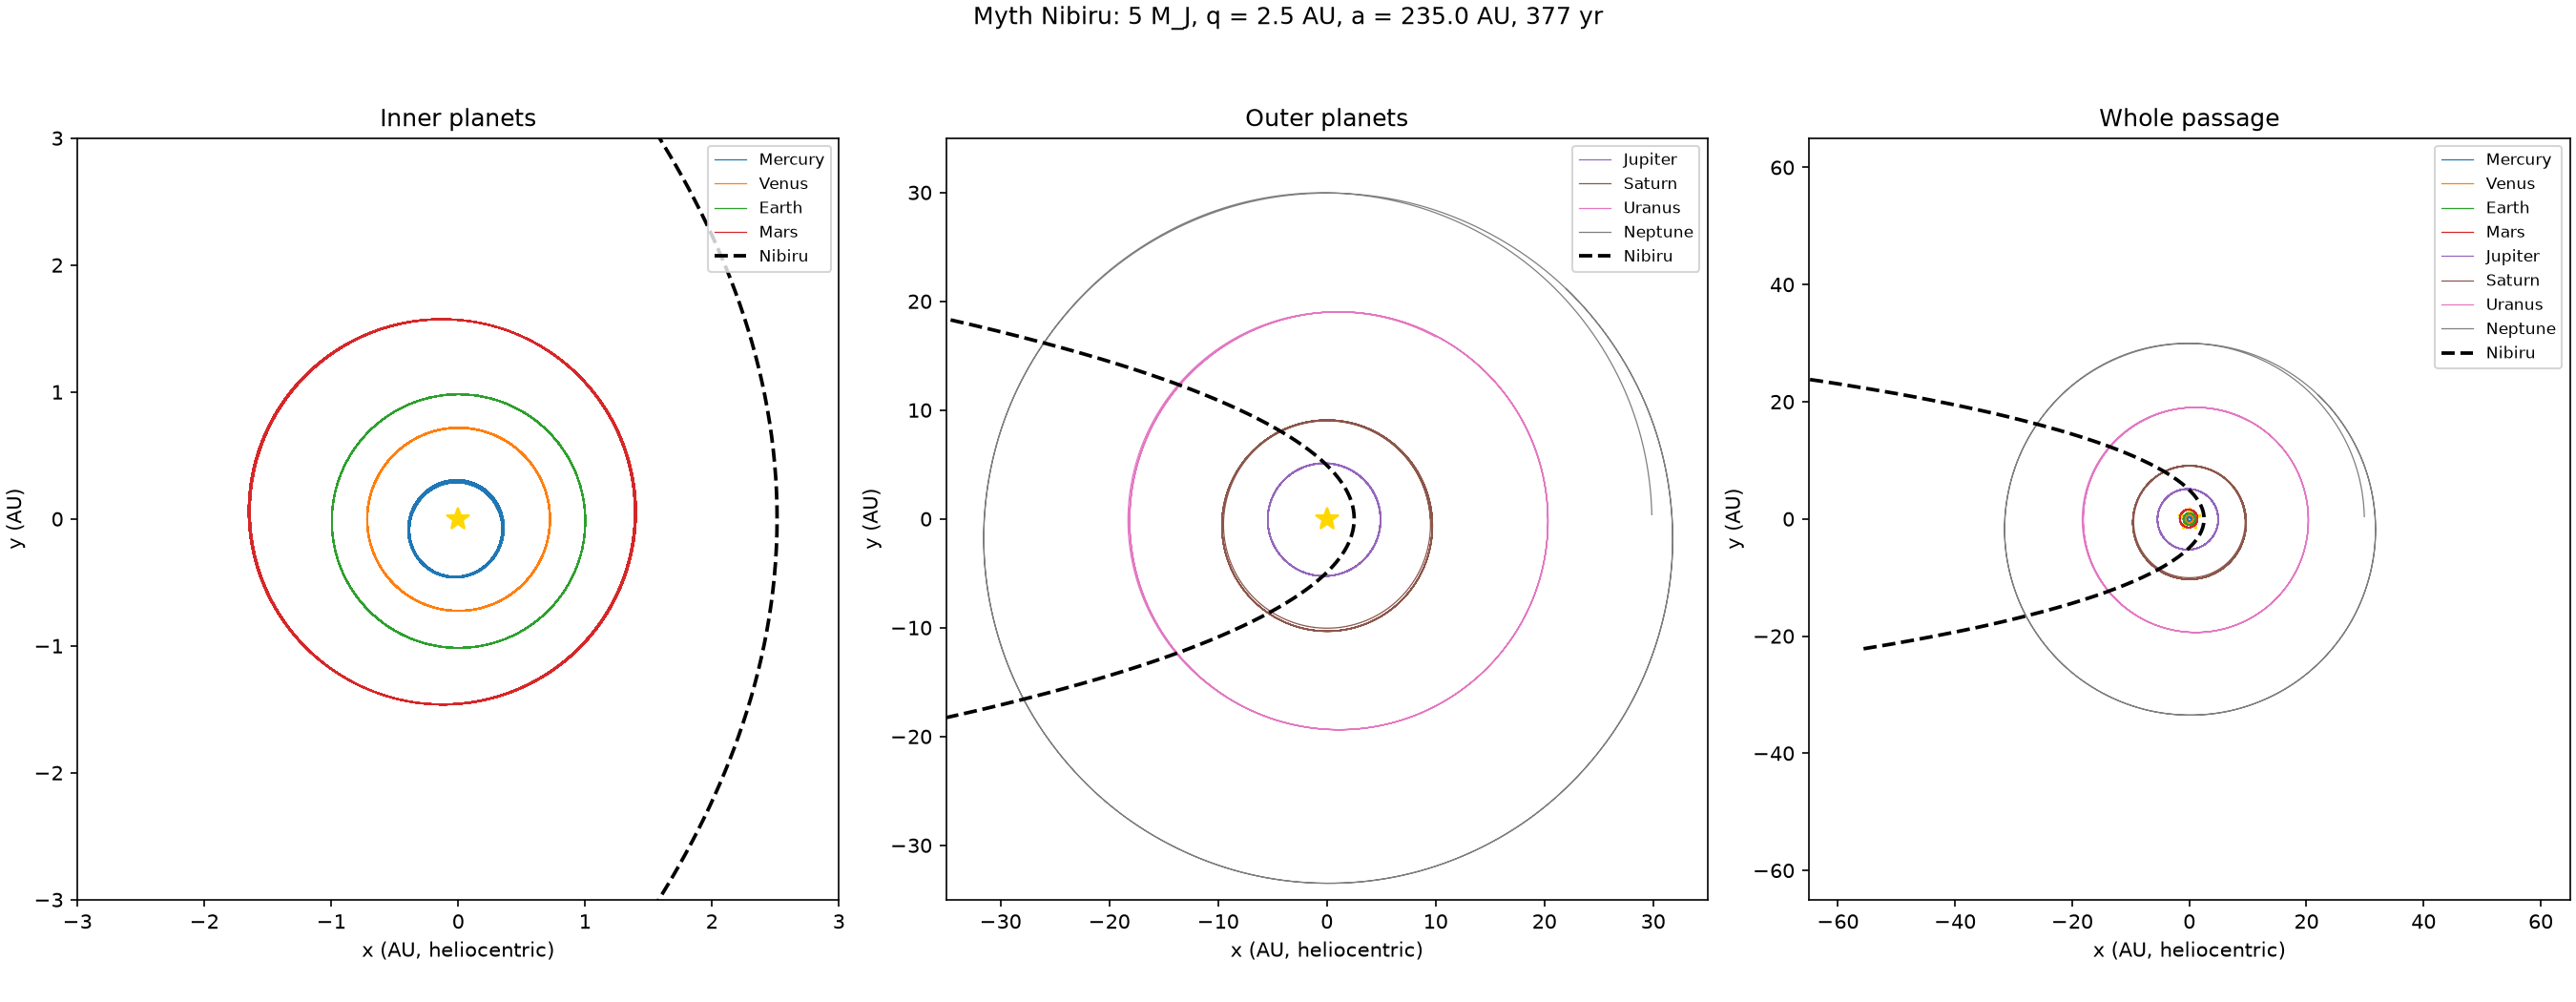 Myth Nibiru: 5 M_J, q = 2.5 AU, a = 235.0 AU, 377 yr
Inner planets
3
2
1
0
−1
−2
−3
y (AU)
−3 −2 −1 0 1 2 3
x (AU, heliocentric)
Mercury
Venus
Earth
Mars
Nibiru
Outer planets
30
20
10
0
−10
−20
−30
y (AU)
−30 −20 −10 0 10 20 30
x (AU, heliocentric)
Jupiter
Saturn
Uranus
Neptune
Nibiru
Whole passage
60
40
20
0
−20
−40
−60
y (AU)
−60 −40 −20 0 20 40 60
x (AU, heliocentric)
Mercury
Venus
Earth
Mars
Jupiter
Saturn
Uranus
Neptune
Nibiru